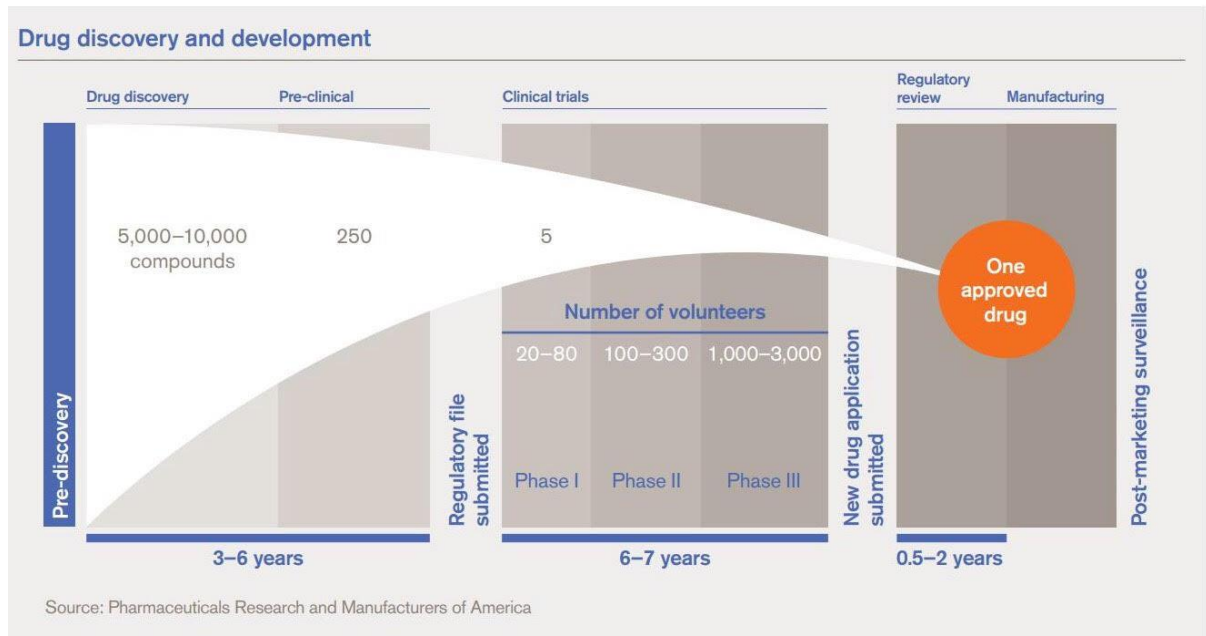 Drug discovery and development
Drug discovery
Pre-clinical
Clinical trials
Regulatory
review
Manufacturing
Pre-discovery
5,000–10,000
compounds
250
5
Number of volunteers
20–80
100–300
1,000–3,000
Phase I
Phase II
Phase III
Regulatory file
submitted
New drug application
submitted
One
approved
drug
Post-marketing surveillance
3–6 years
6–7 years
0.5–2 years
Source: Pharmaceuticals Research and Manufacturers of America